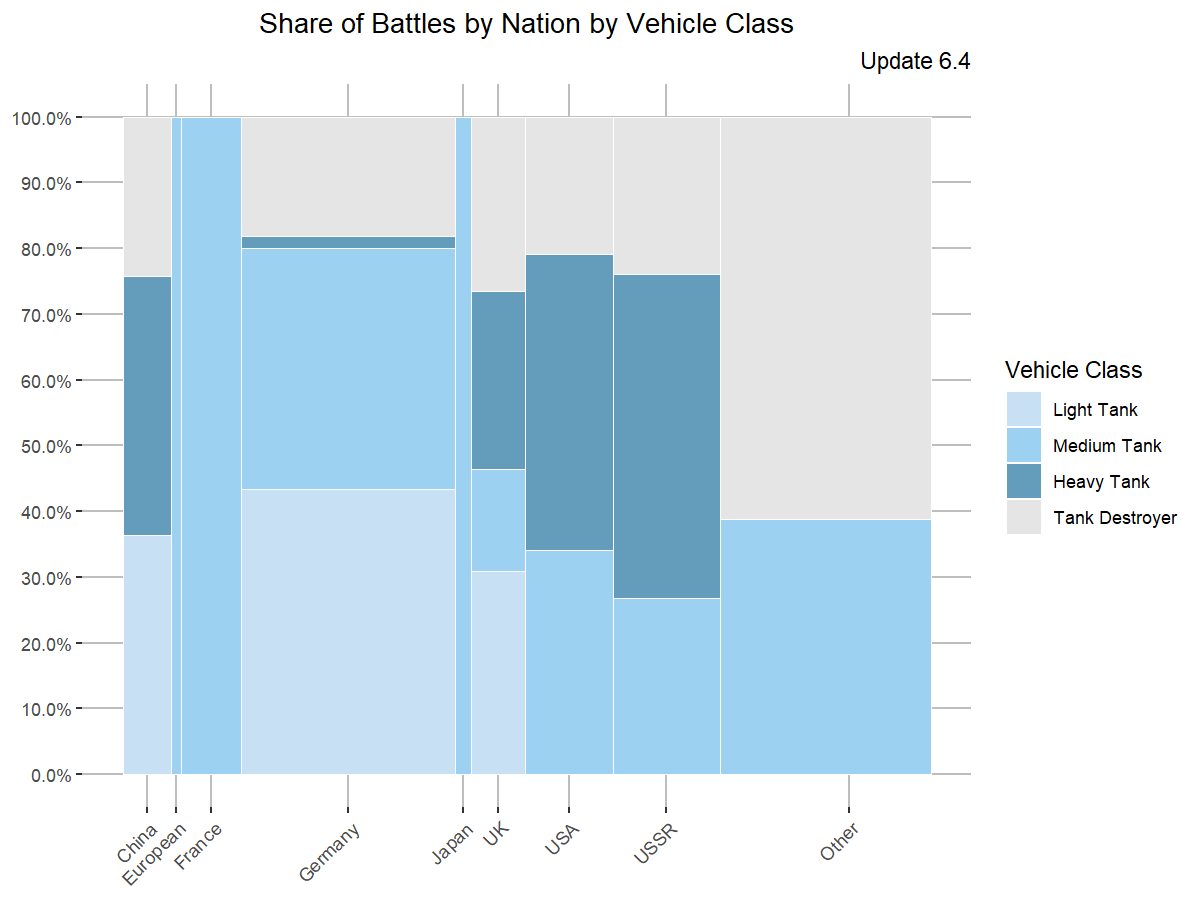 Share of Battles by Nation by Vehicle Class
Update 6.4
100.0%
90.0%
80.0%
70.0%
60.0%
50.0%
40.0%
30.0%
20.0%
10.0%
0.0%
China
European
France
Germany
Japan
UK
USA
USSR
Other
Vehicle Class
Light Tank
Medium Tank
Heavy Tank
Tank Destroyer